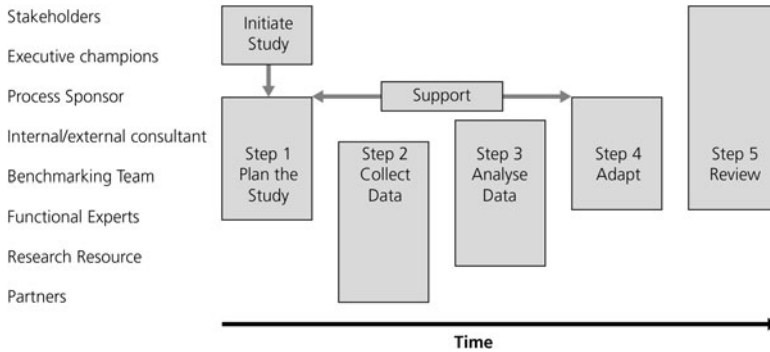 Stakeholders
Executive champions
Process Sponsor
Internal/external consultant
Benchmarking Team
Functional Experts
Research Resource
Partners
Initiate
Study
Support
Step 1
Plan the
Study
Step 2
Collect
Data
Step 3
Analyse
Data
Step 4
Adapt
Step 5
Review
Time